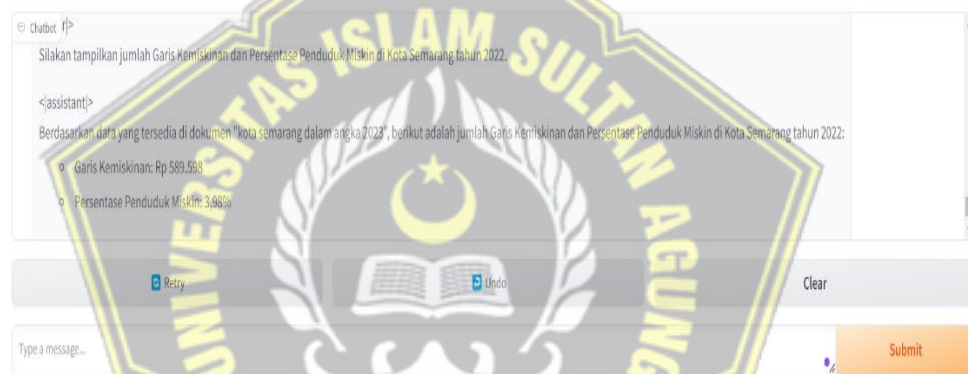 Chatbot r|>
Silakan tampilkan jumlah Garis Kemiskinan dan Persentase Penduduk Miskin di Kota Semarang tahun 2022.
<|assistant|>
Berdasarkan data yang tersedia di dokumen "kota semarang dalam angka 2023", berikut adalah jumlah Garis Kemiskinan dan Persentase Penduduk Miskin di Kota Semarang tahun 2022:
Garis Kemiskinan: Rp 589.598
Persentase Penduduk Miskin: 3,98%
Retry
Undo
Clear
Type a message...
Submit
UNIVERSITAS ISLAM SULTAN AGUNG